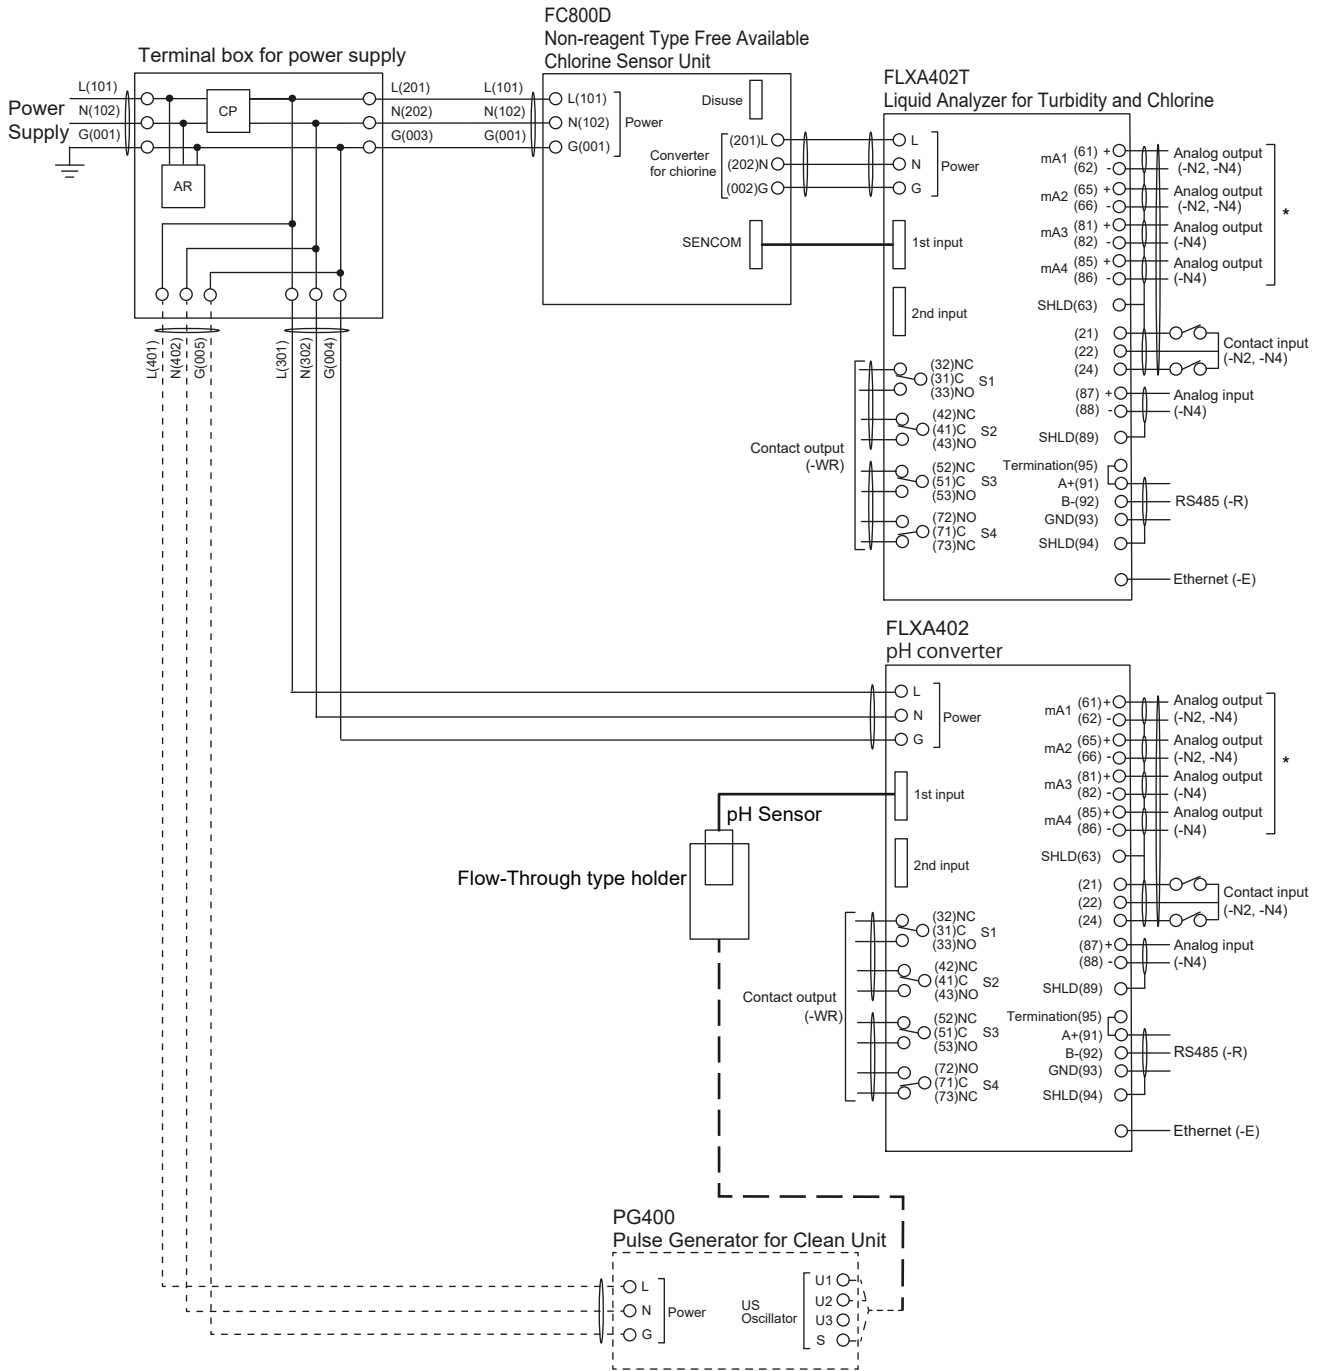 FC800D
Non-reagent Type Free Available
Chlorine Sensor Unit
Terminal box for power supply
Power
Supply
L(101)
N(102)
G(001)
CP
AR
L(201)
N(202)
G(003)
L(101)
N(102)
G(001)
L(101)
N(102)
G(001)
Power
Disuse
Converter
for chlorine
(201)L
(202)N
(002)G
SENCOM
L(401)
N(402)
G(005)
L(301)
N(302)
G(004)
FLXA402T
Liquid Analyzer for Turbidity and Chlorine
L
N
G
Power
1st input
2nd input
Contact output
(-WR)
(32)NC
(31)C S1
(33)NO
(42)NC
(41)C S2
(43)NO
(52)NC
(51)C S3
(53)NO
(72)NO
(71)C S4
(73)NC
mA1 (61) + Analog output
(62) - (-N2, -N4)
mA2 (65) + Analog output
(66) - (-N2, -N4)
*
mA3 (81) + Analog output
(82) - (-N4)
mA4 (85) + Analog output
(86) - (-N4)
SHLD(63)
(21)
(22)
(24)
Contact input
(-N2, -N4)
(87) + Analog input
(88) - (-N4)
SHLD(89)
Termination(95)
A+(91)
B-(92) RS485 (-R)
GND(93)
SHLD(94)
Ethernet (-E)
FLXA402
pH converter
L
N
G
Power
1st input
2nd input
pH Sensor
Flow-Through type holder
Contact output
(-WR)
(32)NC
(31)C S1
(33)NO
(42)NC
(41)C S2
(43)NO
(52)NC
(51)C S3
(53)NO
(72)NO
(71)C S4
(73)NC
mA1 (61)+ Analog output
(62) - (-N2, -N4)
mA2 (65)+ Analog output
(66) - (-N2, -N4)
*
mA3 (81)+ Analog output
(82) - (-N4)
mA4 (85)+ Analog output
(86) - (-N4)
SHLD(63)
(21)
(22)
(24)
Contact input
(-N2, -N4)
(87)+ Analog input
(88) - (-N4)
SHLD(89)
Termination(95)
A+(91)
B-(92) RS485 (-R)
GND(93)
SHLD(94)
Ethernet (-E)
PG400
Pulse Generator for Clean Unit
L
N
G
Power
US
Oscillator
U1
U2
U3
S